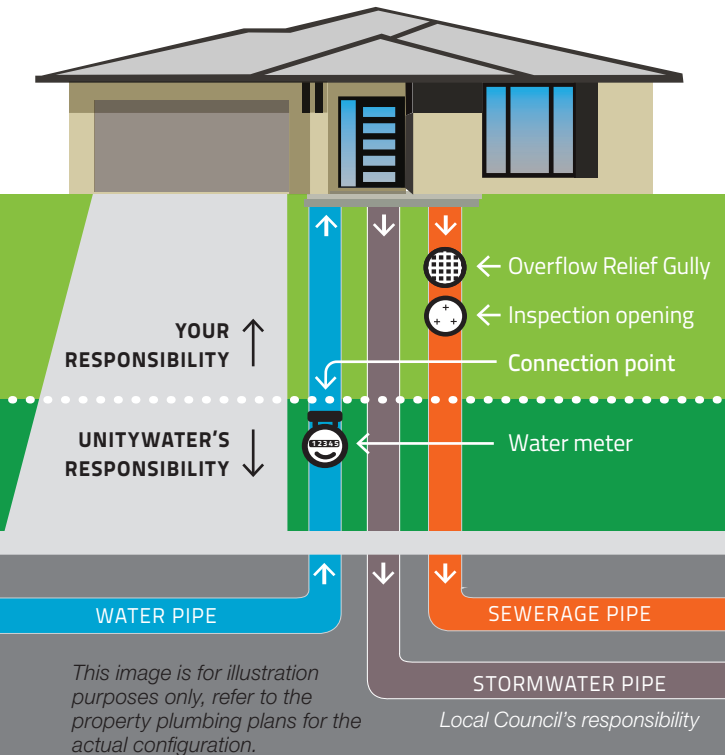 Overflow Relief Gully
Inspection opening
YOUR
RESPONSIBILITY
Connection point
UNITYWATER'S
RESPONSIBILITY
12345
Water meter
WATER PIPE
SEWERAGE PIPE
This image is for illustration
purposes only, refer to the
property plumbing plans for the
actual configuration.
STORMWATER PIPE
Local Council's responsibility